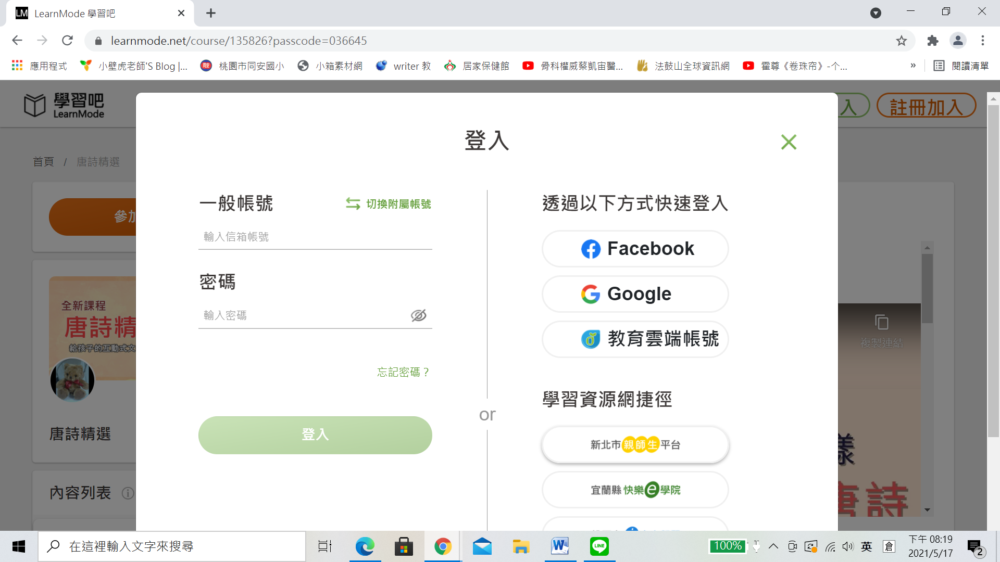 LearnMode 學習吧
learnmode.net/course/135826?passcode=036645
應用程式
小壁虎老師'S Blog |...
桃園市同安國小
小箱素材網
writer 教
居家保健館
骨科權威蔡凱宙醫...
法鼓山全球資訊網
霍尊《卷珠帘》-个...
»
閱讀清單
學習吧
LearnMode
入
註冊加入
登入
首頁 / 唐詩精選
一般帳號
切換附屬帳號
輸入信箱帳號
密碼
輸入密碼
忘記密碼？
登入
or
透過以下方式快速登入
Facebook
Google
教育雲端帳號
學習資源網捷徑
新北市親師生平台
宜蘭縣快樂e學院
參加
全新課程
唐詩精
給孩子的互動式文
唐詩精選
內容列表
複製連結
樣
唐詩
在這裡輸入文字來搜尋
100%
英
倉
下午 08:19
2021/5/17
2